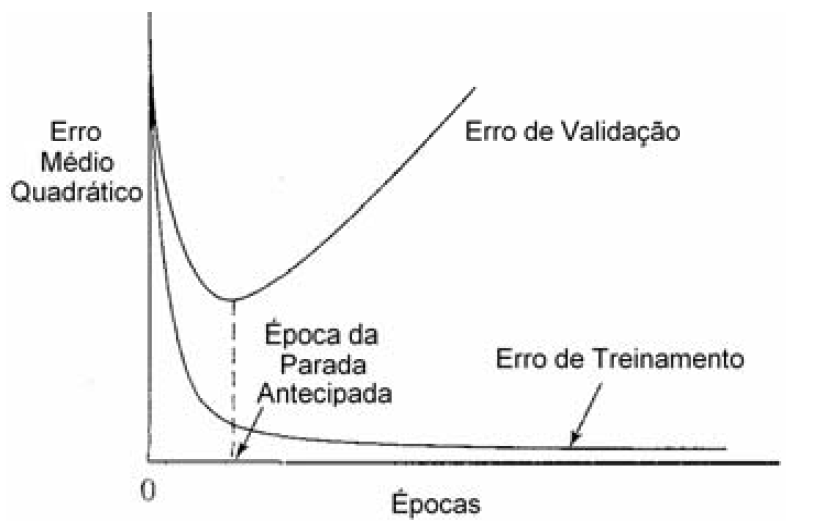 Erro
Médio
Quadrático
Erro de Validação
Época da
Parada
Antecipada
Erro de Treinamento
0
Épocas